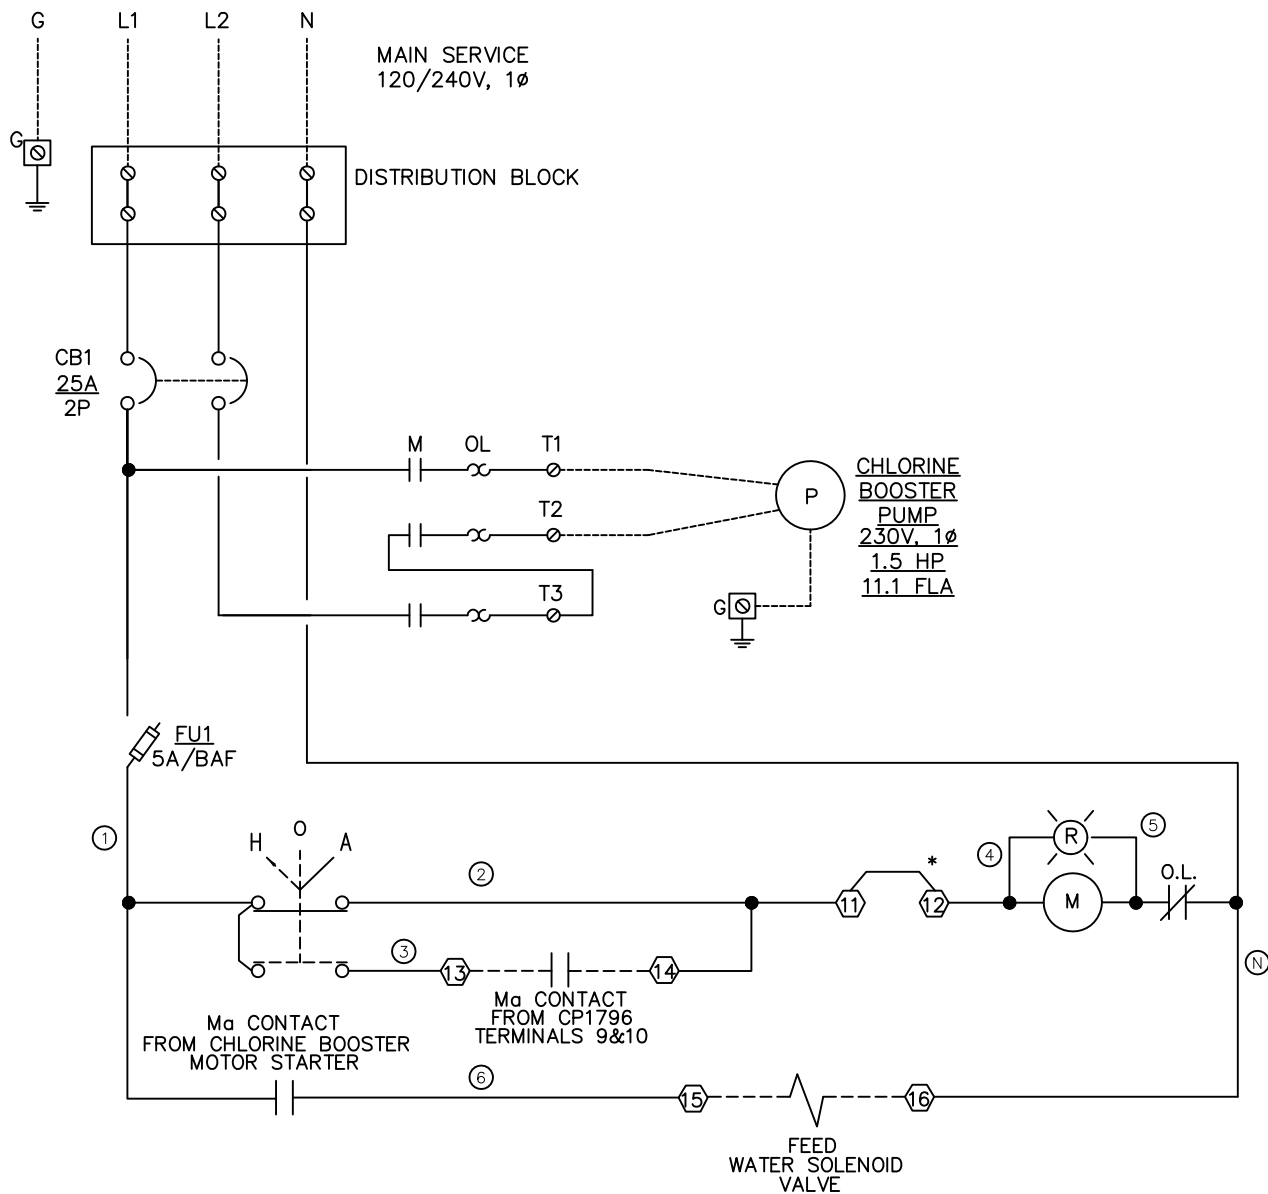 G L1 L2 N
MAIN SERVICE
120/240V, 1ø
G
DISTRIBUTION BLOCK
CB1
25A
2P
M OL T1
T2
T3
P
CHLORINE
BOOSTER
PUMP
230V, 1ø
1.5 HP
11.1 FLA
G
FU1
5A/BAF
1
H O A
2
11
*
12
4
R
5
M
O.L.
N
3
13
14
Ma CONTACT
FROM CP1796
TERMINALS 9&10
Ma CONTACT
FROM CHLORINE BOOSTER
MOTOR STARTER
6
15
16
FEED
WATER SOLENOID
VALVE